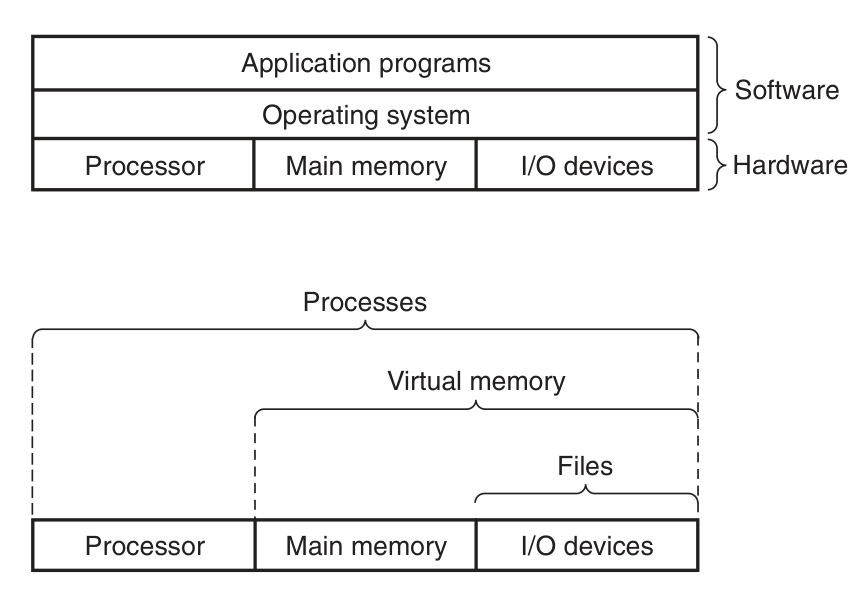 Application programs
Software
Operating system
Processor
Main memory
I/O devices
Hardware
Processes
Virtual memory
Files
Processor
Main memory
I/O devices